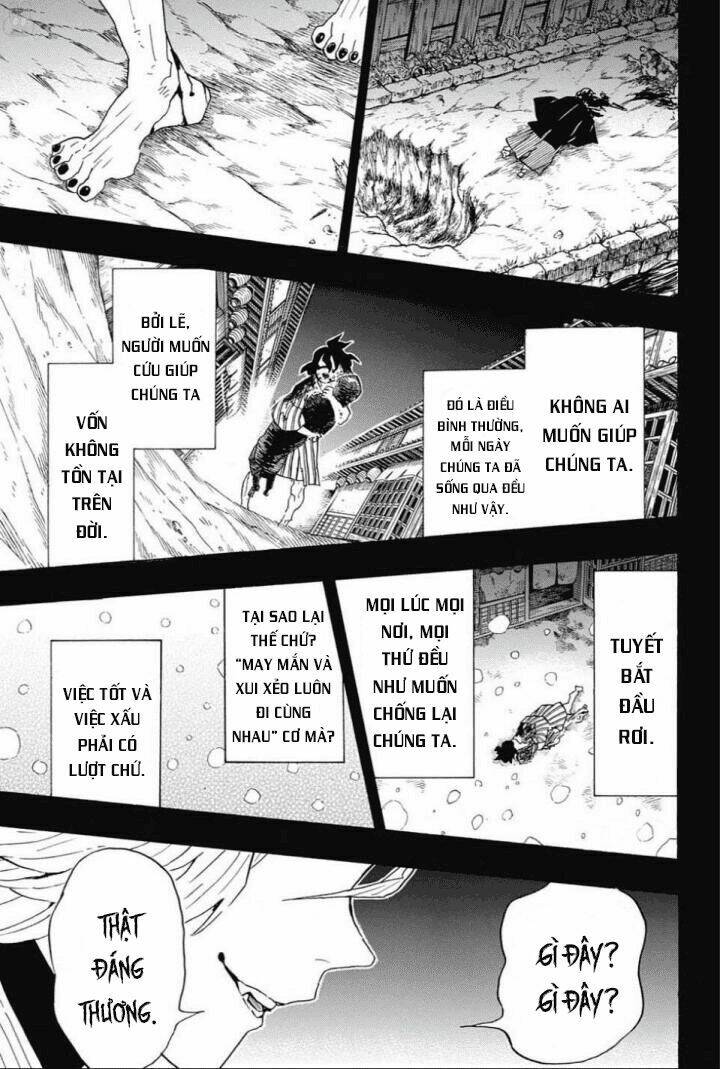 KHÔNG AI
MUỐN GIÚP
CHÚNG TA.
ĐÓ LÀ ĐIỀU
BÌNH THƯỜNG,
MỖI NGÀY
CHÚNG TA ĐÃ
SỐNG QUA ĐỀU
NHƯ VẬY.
BỞI LẼ,
NGƯỜI MUỐN
CỨU GIÚP
CHÚNG TA
VỐN
KHÔNG
TỒN TẠI
TRÊN
ĐỜI.
TUYẾT
BẮT
ĐẦU
RƠI.
MỌI LÚC MỌI
NƠI, MỌI
THỨ ĐỀU
NHƯ MUỐN
CHỐNG LẠI
CHÚNG TA.
TẠI SAO LẠI
THẾ CHỨ?
"MAY MẮN VÀ
XUI XẺO LUÔN
ĐI CÙNG
NHAU" CƠ MÀ?
VIỆC TỐT VÀ
VIỆC XẤU
PHẢI CÓ
LƯỢT CHỨ.
GÌ ĐÂY?
GÌ ĐÂY?
THẬT
ĐÁNG
THƯƠNG.